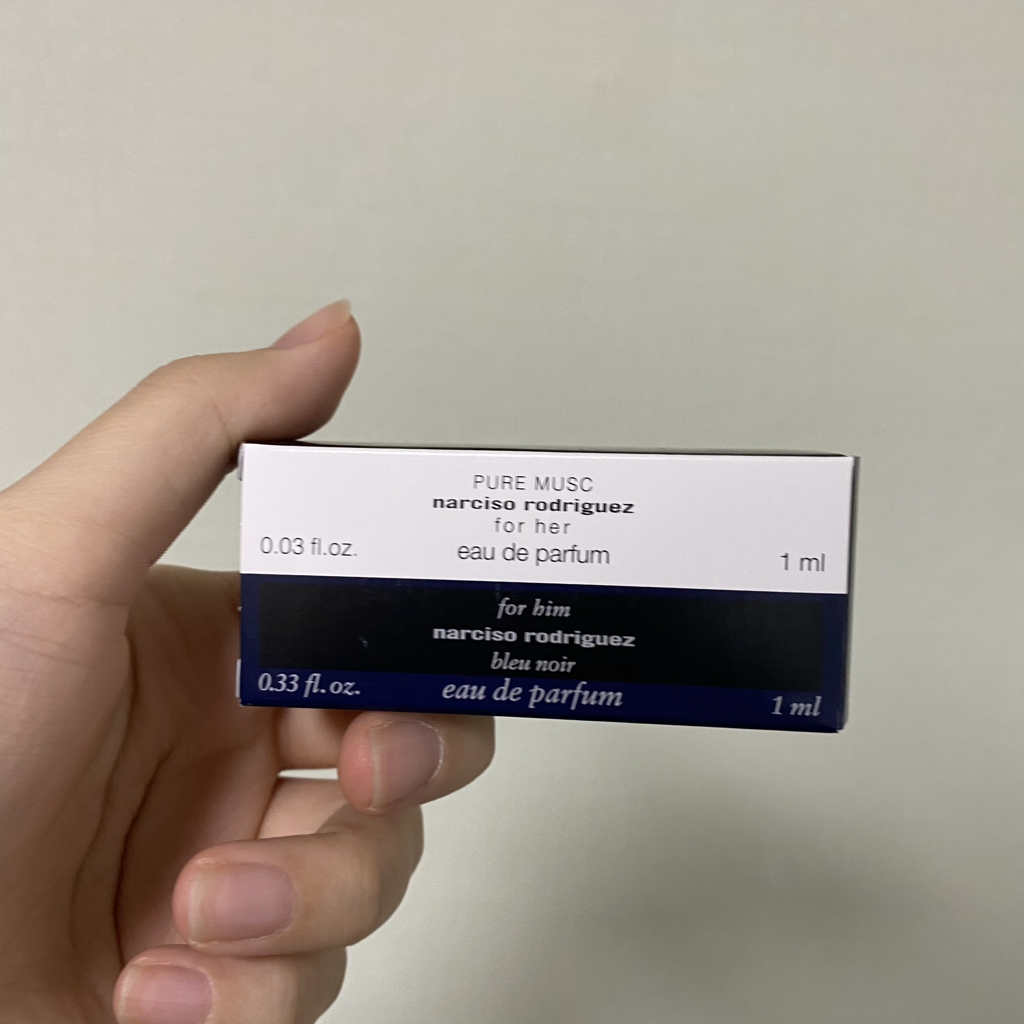 PURE MUSC
narciso rodriguez
for her
0.03 fl.oz. eau de parfum 1 ml
for him
narciso rodriguez
bleu noir
0.33 fl. oz. eau de parfum 1 ml